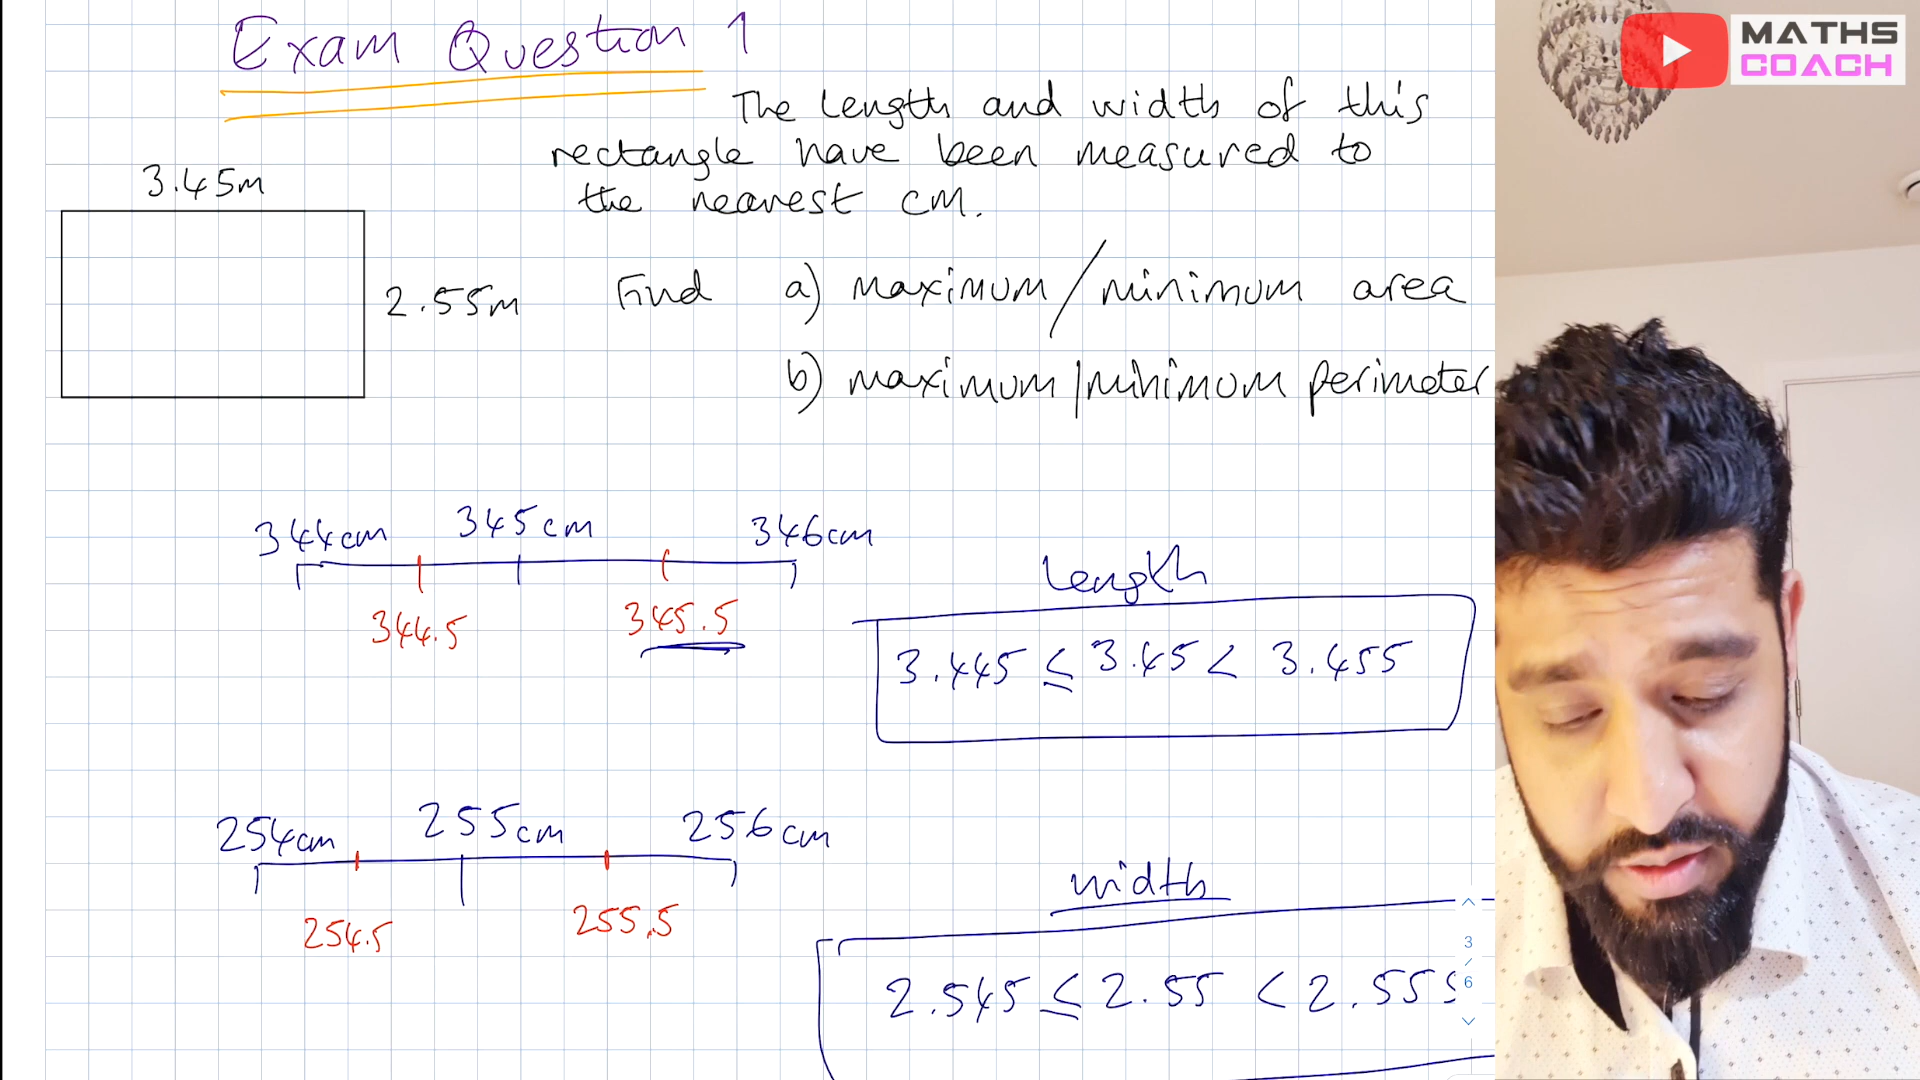 Exam Question 1
MATHS
COACH
The length and width of this
rectangle have been measured to
the nearest cm.
3.45m
2.55m
Find a) maximum/minimum area
b) maximum/minimum perimeter
344cm 345cm 346cm
344.5 345.5
length
3.445 ≤ 3.45 < 3.455
254cm 255cm 256cm
254.5 255.5
width
2.545 ≤ 2.55 < 2.555
3
/
6